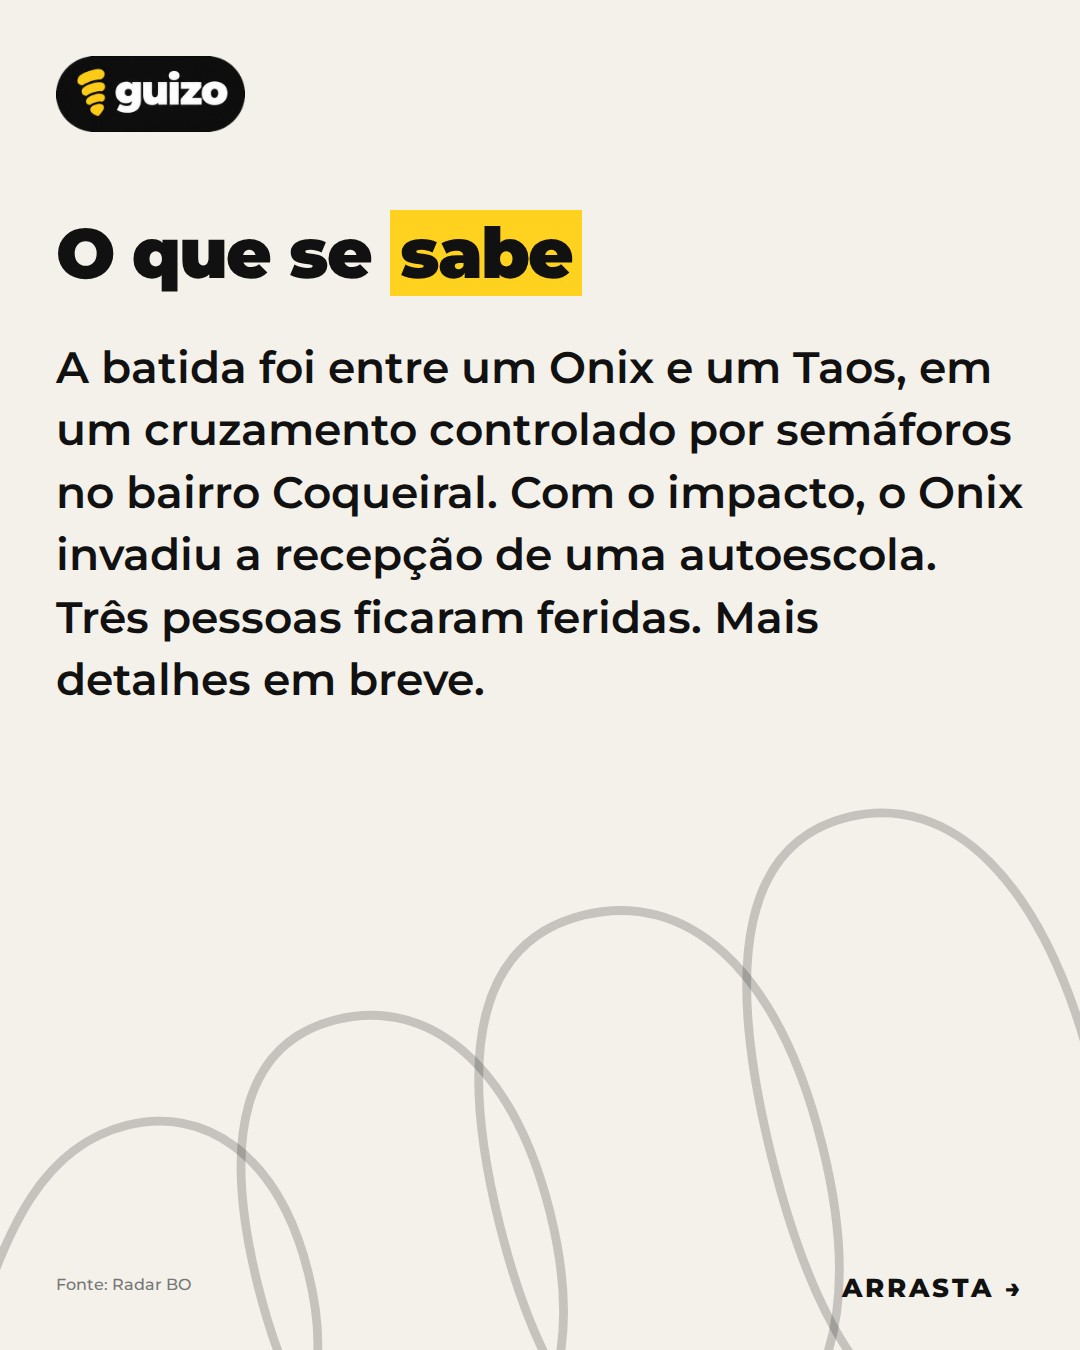 guizo
O que se sabe
A batida foi entre um Onix e um Taos, em
um cruzamento controlado por semáforos
no bairro Coqueiral. Com o impacto, o Onix
invadiu a recepção de uma autoescola.
Três pessoas ficaram feridas. Mais
detalhes em breve.
Fonte: Radar BO
ARRASTA →